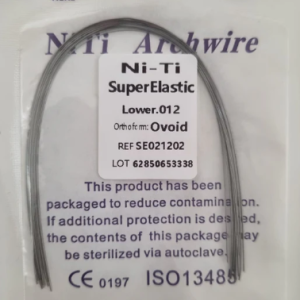 NiTi Archwire
Ni-Ti
SuperElastic
Lower.012
Orthoform: Ovoid
REF SE021202
LOT 62850653338
This product has been
packaged to reduce contamination.
If additional protection is desired,
the contents of this package may
be sterilized via autoclave.
CE 0197 ISO13485